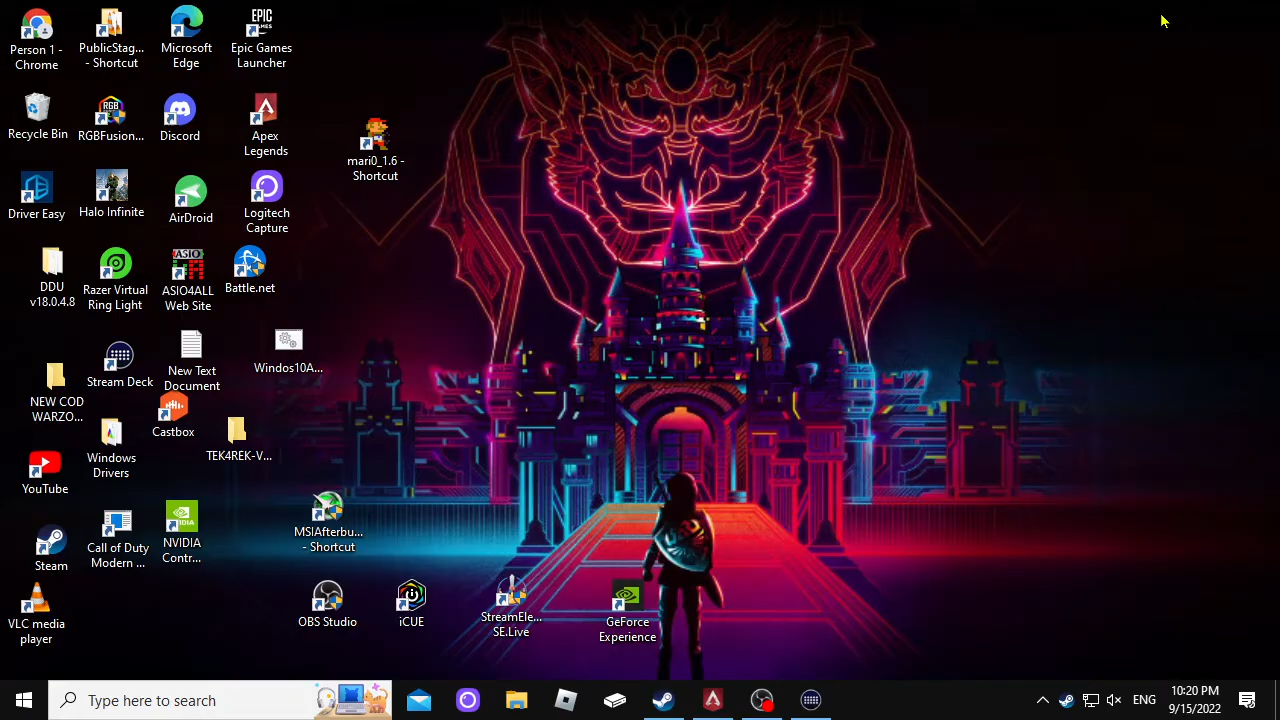 Person 1 -
Chrome
PublicStag...
- Shortcut
Microsoft
Edge
EPIC
GAMES
Epic Games
Launcher
Recycle Bin
RGB
RGBFusion...
Discord
Apex
Legends
mari0_1.6 -
Shortcut
Driver Easy
Halo Infinite
AirDroid
Logitech
Capture
DDU
v18.0.4.8
Razer Virtual
Ring Light
ASIO
ASIO4ALL
Web Site
Battle.net
Stream Deck
New Text
Document
Windos10A...
NEW COD
WARZO...
Castbox
Windows
Drivers
TEK4REK-V...
YouTube
MSIAfterbu...
- Shortcut
Steam
Call of Duty
Modern ...
NVIDIA
NVIDIA
Contr...
VLC media
player
OBS Studio
iCUE
StreamEle...
SE.Live
GeForce
Experience
Type here to search
ENG
10:20 PM
9/15/2022